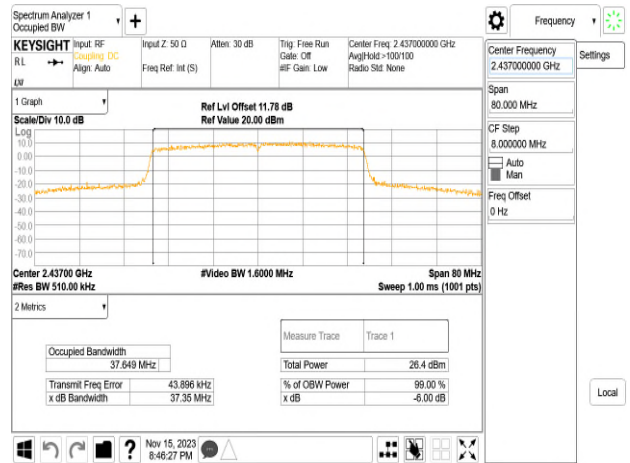 Spectrum Analyzer 1
Occupied BW
Frequency
KEYSIGHT
RL
Input: RF
Coupling: DC
Align: Auto
Input Z: 50 Ω
Freq Ref: Int (S)
Atten: 30 dB
Trig: Free Run
Gate: Off
#IF Gain: Low
Center Freq: 2.437000000 GHz
Avg|Hold:>100/100
Radio Std: None
Center Frequency
2.437000000 GHz
Settings
Span
80.000 MHz
CF Step
8.000000 MHz
Auto
Man
Freq Offset
0 Hz
Local
1 Graph
Scale/Div 10.0 dB
Ref Lvl Offset 11.78 dB
Ref Value 20.00 dBm
Log
10.0
0.00
-10.0
-20.0
-30.0
-40.0
-50.0
-60.0
-70.0
Center 2.43700 GHz
#Video BW 1.6000 MHz
Span 80 MHz
#Res BW 510.00 kHz
Sweep 1.00 ms (1001 pts)
2 Metrics
Measure Trace
Trace 1
Occupied Bandwidth
37.649 MHz
Total Power
26.4 dBm
Transmit Freq Error
43.896 kHz
% of OBW Power
99.00 %
x dB Bandwidth
37.35 MHz
x dB
-6.00 dB
Nov 15, 2023
8:46:27 PM